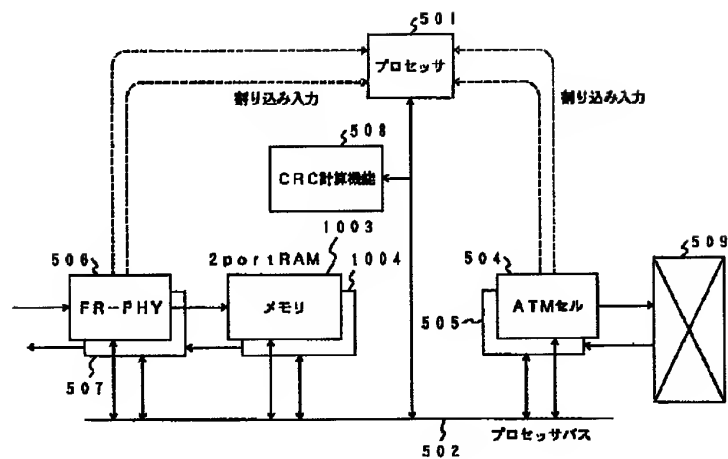 501
プロセッサ
割り込み入力
割り込み入力
508
CRC計算機能
1003
506
2portRAM
1004
504
509
FR-PHY
メモリ
ATMセル
505
507
プロセッサバス
502